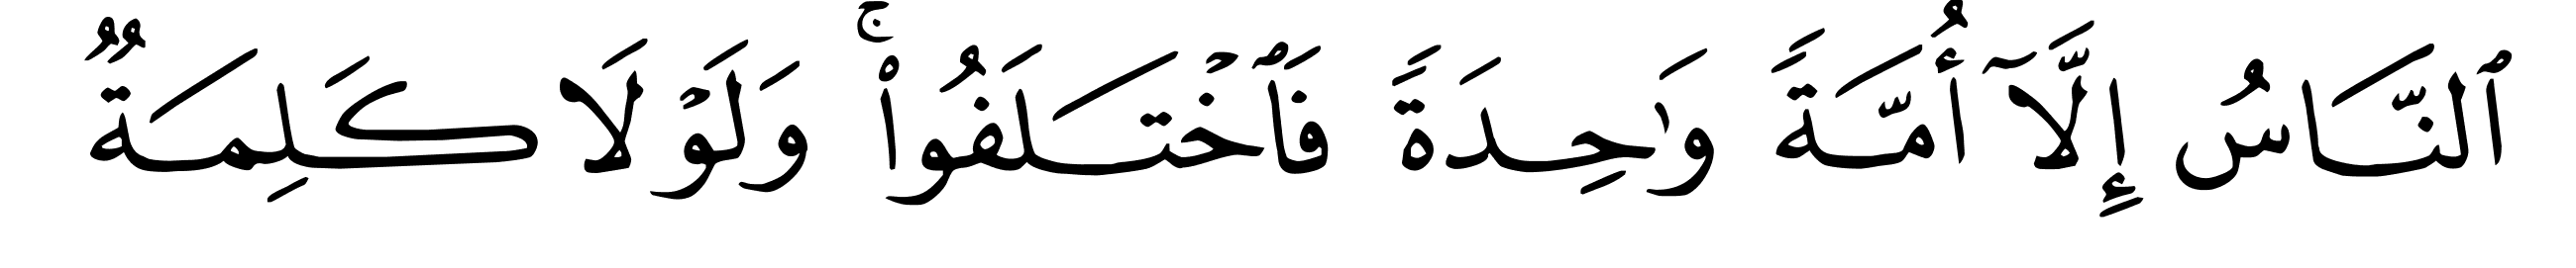 ٱلنَّاسُ إِلَّآ أُمَّةً وَٰحِدَةً فَٱخْتَلَفُوا۟ ۚ وَلَوْلَا كَلِمَةٌ